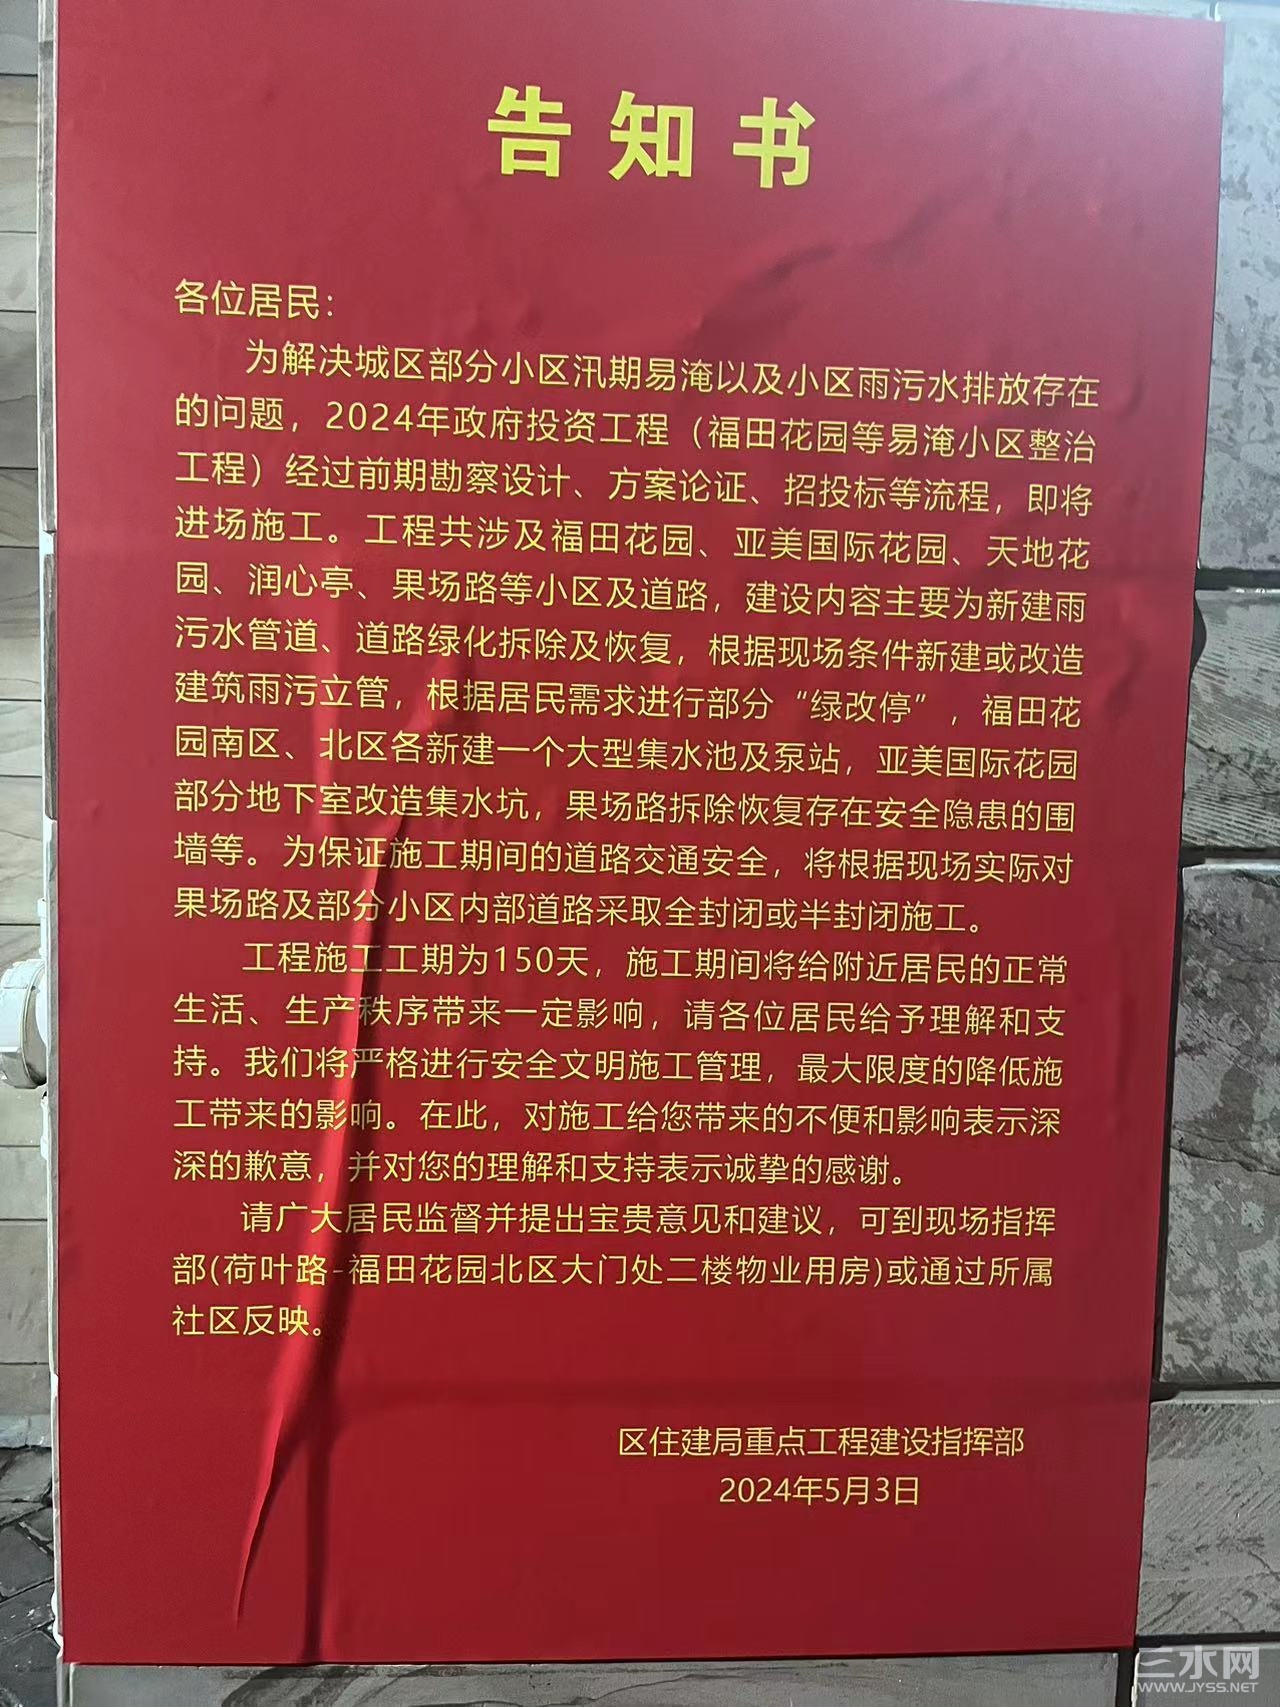 告知书
各位居民：
为解决城区部分小区汛期易淹以及小区雨污水排放存在
的问题，2024年政府投资工程（福田花园等易淹小区整治
工程）经过前期勘察设计、方案论证、招投标等流程，即将
进场施工。工程共涉及福田花园、亚美国际花园、天地花
园、润心亭、果场路等小区及道路，建设内容主要为新建雨
污水管道、道路绿化拆除及恢复，根据现场条件新建或改造
建筑雨污立管，根据居民需求进行部分“绿改停”，福田花
园南区、北区各新建一个大型集水池及泵站，亚美国际花园
部分地下室改造集水坑，果场路拆除恢复存在安全隐患的围
墙等。为保证施工期间的道路交通安全，将根据现场实际对
果场路及部分小区内部道路采取全封闭或半封闭施工。
工程施工工期为150天，施工期间将给附近居民的正常
生活、生产秩序带来一定影响，请各位居民给予理解和支
持。我们将严格进行安全文明施工管理，最大限度的降低施
工带来的影响。在此，对施工给您带来的不便和影响表示深
深的歉意，并对您的理解和支持表示诚挚的感谢。
请广大居民监督并提出宝贵意见和建议，可到现场指挥
部(荷叶路-福田花园北区大门处二楼物业用房)或通过所属
社区反映。
区住建局重点工程建设指挥部
2024年5月3日
三水网
WWW.JYSS.NET